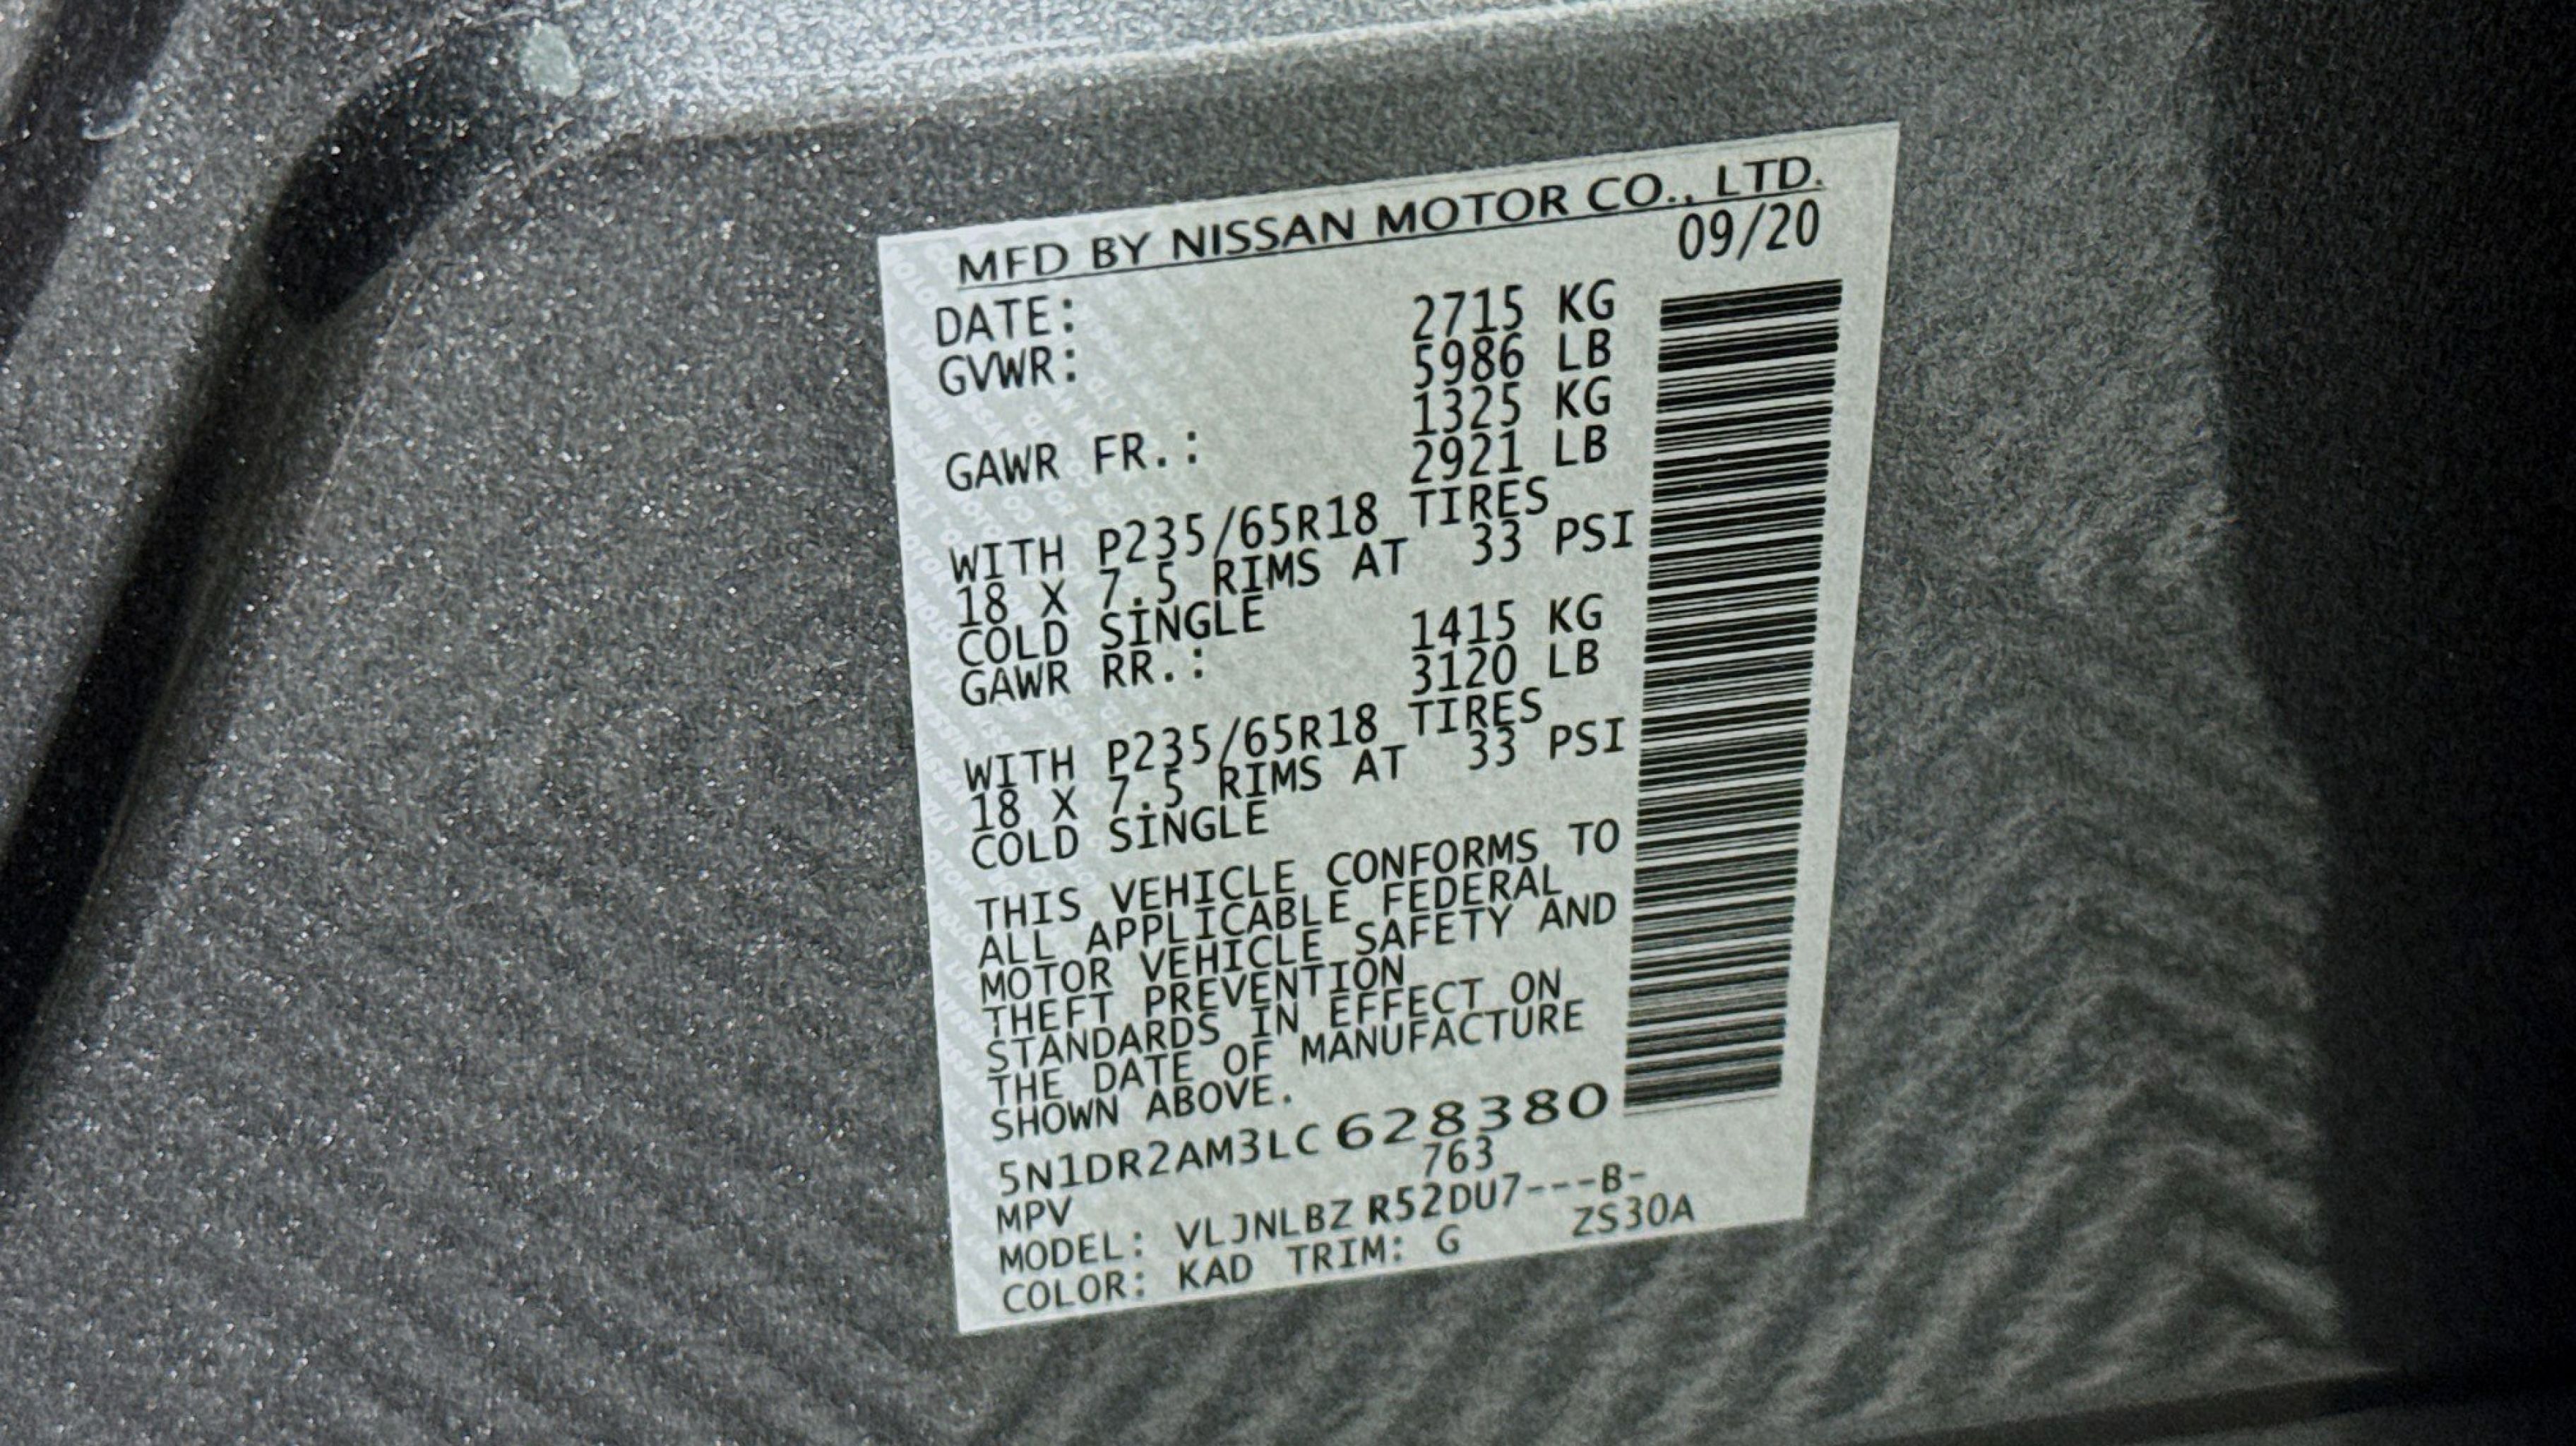 MFD BY NISSAN MOTOR CO., LTD.
DATE: 09/20
GVWR: 2715 KG
5986 LB
GAWR FR.: 1325 KG
2921 LB
WITH P235/65R18 TIRES
18 X 7.5 RIMS AT 33 PSI
COLD SINGLE
GAWR RR.: 1415 KG
3120 LB
WITH P235/65R18 TIRES
18 X 7.5 RIMS AT 33 PSI
COLD SINGLE
THIS VEHICLE CONFORMS TO
ALL APPLICABLE FEDERAL
MOTOR VEHICLE SAFETY AND
THEFT PREVENTION
STANDARDS IN EFFECT ON
THE DATE OF MANUFACTURE
SHOWN ABOVE.
5N1DR2AM3LC628380
MPV 763
MODEL: VLJNLBZ R52DU7---B-
COLOR: KAD TRIM: G ZS30A